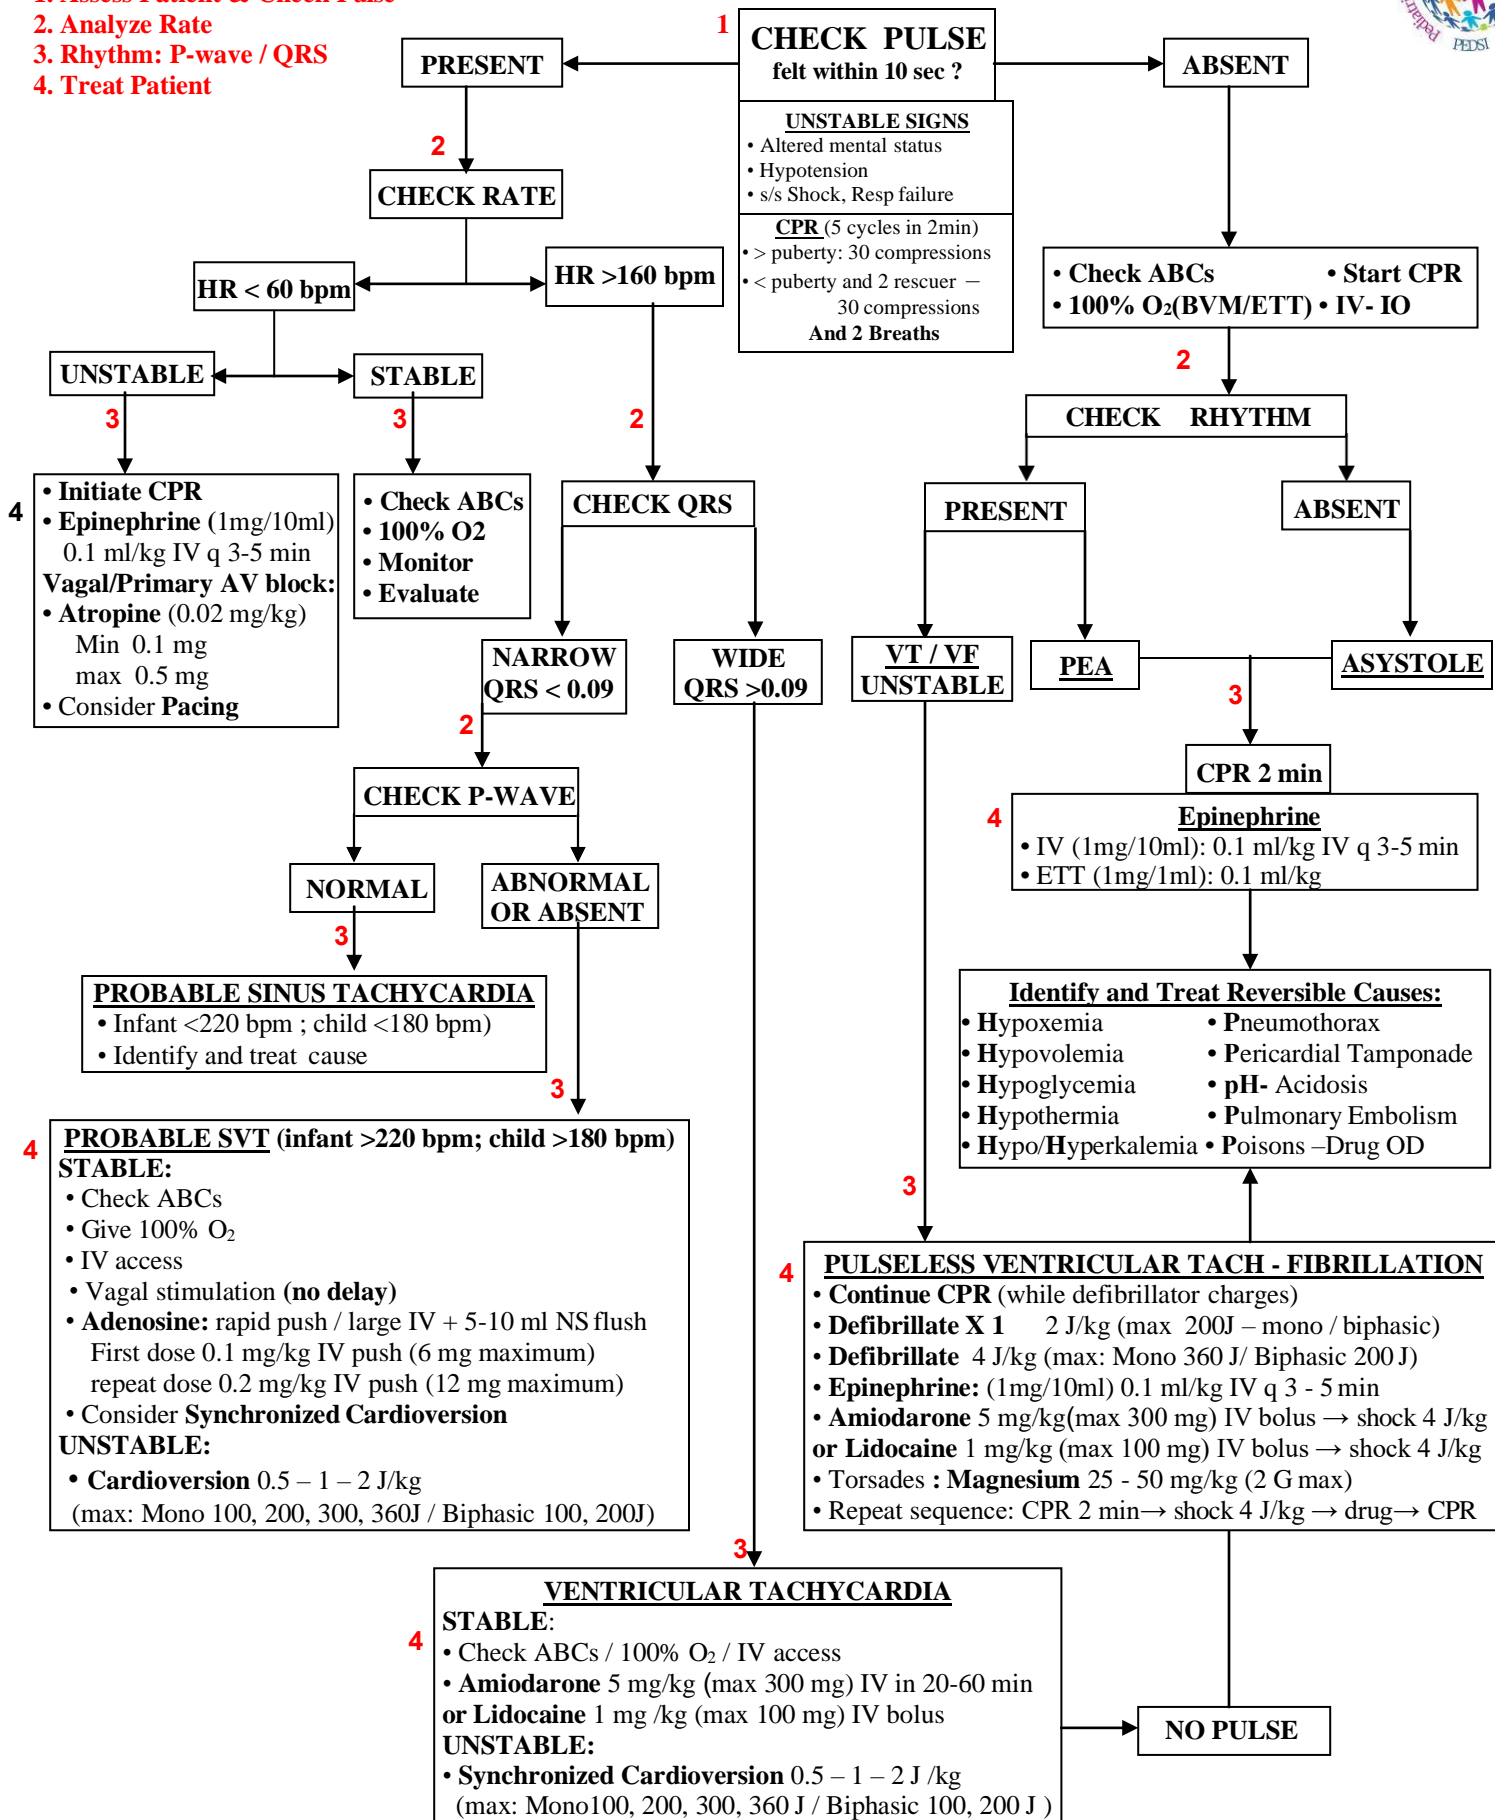 1. Assess Patient & Check Pulse
2. Analyze Rate
3. Rhythm: P-wave / QRS
4. Treat Patient
Pediatric
PEDSI
1
CHECK PULSE
felt within 10 sec ?
PRESENT
ABSENT
UNSTABLE SIGNS
• Altered mental status
• Hypotension
• s/s Shock, Resp failure
CPR (5 cycles in 2min)
• > puberty: 30 compressions
• < puberty and 2 rescuer –
30 compressions
And 2 Breaths
2
CHECK RATE
HR < 60 bpm
HR >160 bpm
• Check ABCs • Start CPR
• 100% O2(BVM/ETT) • IV- IO
UNSTABLE
STABLE
2
3
3
2
CHECK RHYTHM
4
• Initiate CPR
• Epinephrine (1mg/10ml)
0.1 ml/kg IV q 3-5 min
Vagal/Primary AV block:
• Atropine (0.02 mg/kg)
Min 0.1 mg
max 0.5 mg
• Consider Pacing
• Check ABCs
• 100% O2
• Monitor
• Evaluate
CHECK QRS
PRESENT
ABSENT
NARROW
QRS < 0.09
WIDE
QRS >0.09
VT / VF
UNSTABLE
PEA
ASYSTOLE
2
3
CHECK P-WAVE
CPR 2 min
4
Epinephrine
• IV (1mg/10ml): 0.1 ml/kg IV q 3-5 min
• ETT (1mg/1ml): 0.1 ml/kg
NORMAL
ABNORMAL
OR ABSENT
3
PROBABLE SINUS TACHYCARDIA
• Infant <220 bpm ; child <180 bpm)
• Identify and treat cause
Identify and Treat Reversible Causes:
• Hypoxemia • Pneumothorax
• Hypovolemia • Pericardial Tamponade
• Hypoglycemia • pH- Acidosis
• Hypothermia • Pulmonary Embolism
• Hypo/Hyperkalemia • Poisons –Drug OD
3
4
PROBABLE SVT (infant >220 bpm; child >180 bpm)
STABLE:
• Check ABCs
• Give 100% O2
• IV access
• Vagal stimulation (no delay)
• Adenosine: rapid push / large IV + 5-10 ml NS flush
First dose 0.1 mg/kg IV push (6 mg maximum)
repeat dose 0.2 mg/kg IV push (12 mg maximum)
• Consider Synchronized Cardioversion
UNSTABLE:
• Cardioversion 0.5 – 1 – 2 J/kg
(max: Mono 100, 200, 300, 360J / Biphasic 100, 200J)
3
4
PULSELESS VENTRICULAR TACH - FIBRILLATION
• Continue CPR (while defibrillator charges)
• Defibrillate X 1 2 J/kg (max 200J – mono / biphasic)
• Defibrillate 4 J/kg (max: Mono 360 J/ Biphasic 200 J)
• Epinephrine: (1mg/10ml) 0.1 ml/kg IV q 3 - 5 min
• Amiodarone 5 mg/kg(max 300 mg) IV bolus → shock 4 J/kg
or Lidocaine 1 mg/kg (max 100 mg) IV bolus → shock 4 J/kg
• Torsades : Magnesium 25 - 50 mg/kg (2 G max)
• Repeat sequence: CPR 2 min→ shock 4 J/kg → drug→ CPR
3
4
VENTRICULAR TACHYCARDIA
STABLE:
• Check ABCs / 100% O2 / IV access
• Amiodarone 5 mg/kg (max 300 mg) IV in 20-60 min
or Lidocaine 1 mg /kg (max 100 mg) IV bolus
UNSTABLE:
• Synchronized Cardioversion 0.5 – 1 – 2 J /kg
(max: Mono100, 200, 300, 360 J / Biphasic 100, 200 J )
NO PULSE